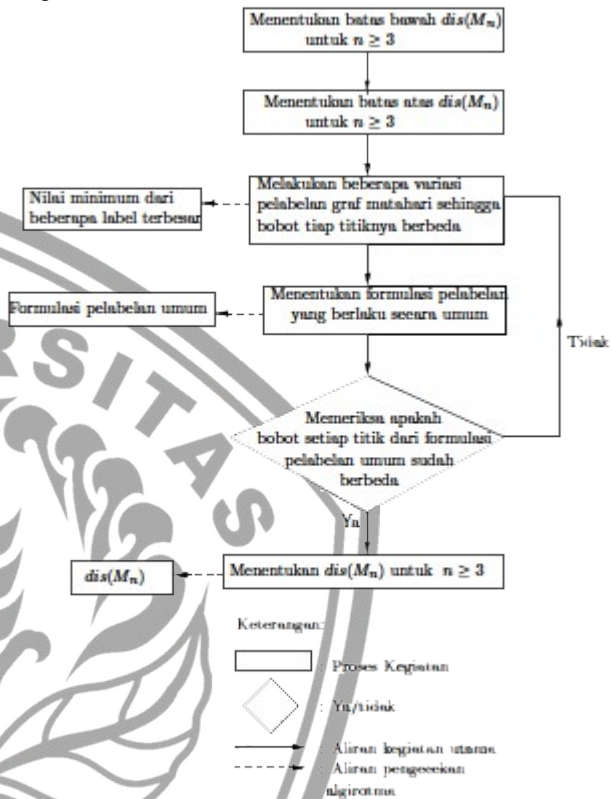 Menentukan batas bawah dis(Mₙ)
untuk n ≥ 3
Menentukan batas atas dis(Mₙ)
untuk n ≥ 3
Melakukan beberapa variasi
pelabelan graf matahari sehingga
bobot tiap titiknya berbeda
Nilai minimum dari
beberapa label terbesar
Menentukan formulasi pelabelan
yang berlaku secara umum
Formulasi pelabelan umum
Tidak
Memeriksa apakah
bobot setiap titik dari formulasi
pelabelan umum sudah
berbeda
Ya
Menentukan dis(Mₙ) untuk n ≥ 3
dis(Mₙ)
Keterangan:
: Proses Kegiatan
: Ya/tidak
: Aliran kegiatan utama
: Aliran pengecekan
algirotma
RSITAS